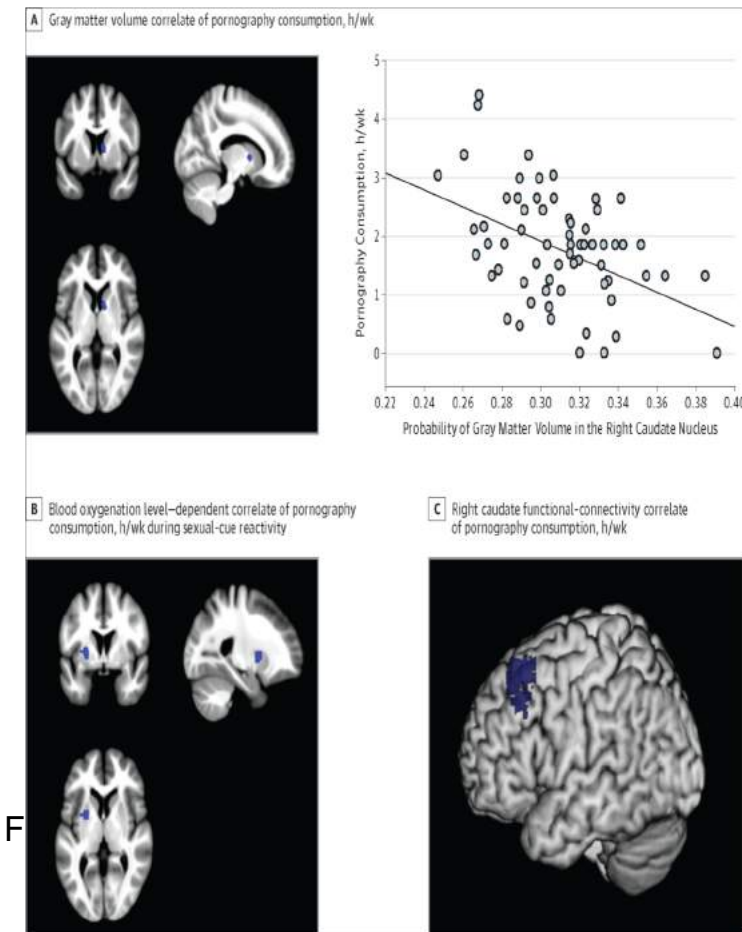 A Gray matter volume correlate of pornography consumption, h/wk
Pornography Consumption, h/wk
5
4
3
2
1
0
0.22 0.24 0.26 0.28 0.30 0.32 0.34 0.36 0.38 0.40
Probability of Gray Matter Volume in the Right Caudate Nucleus
B Blood oxygenation level–dependent correlate of pornography
consumption, h/wk during sexual-cue reactivity
C Right caudate functional-connectivity correlate
of pornography consumption, h/wk
F